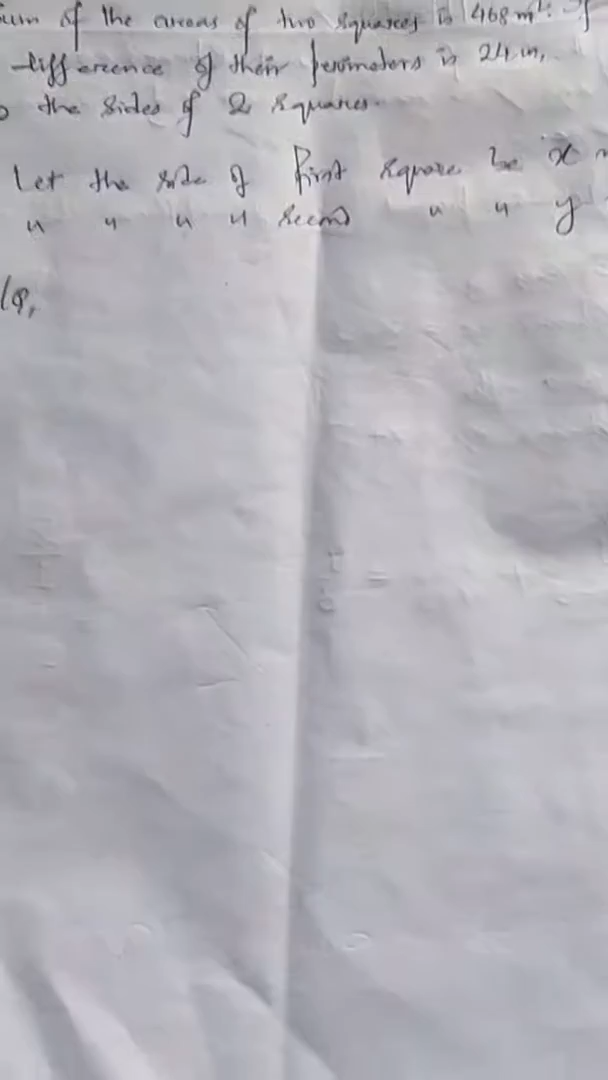 sum of the areas of two squares is 468 m². If
difference of their perimeters is 24 m,
the sides of 2 squares.
Let the side of first square be x m
" " " " second " " y